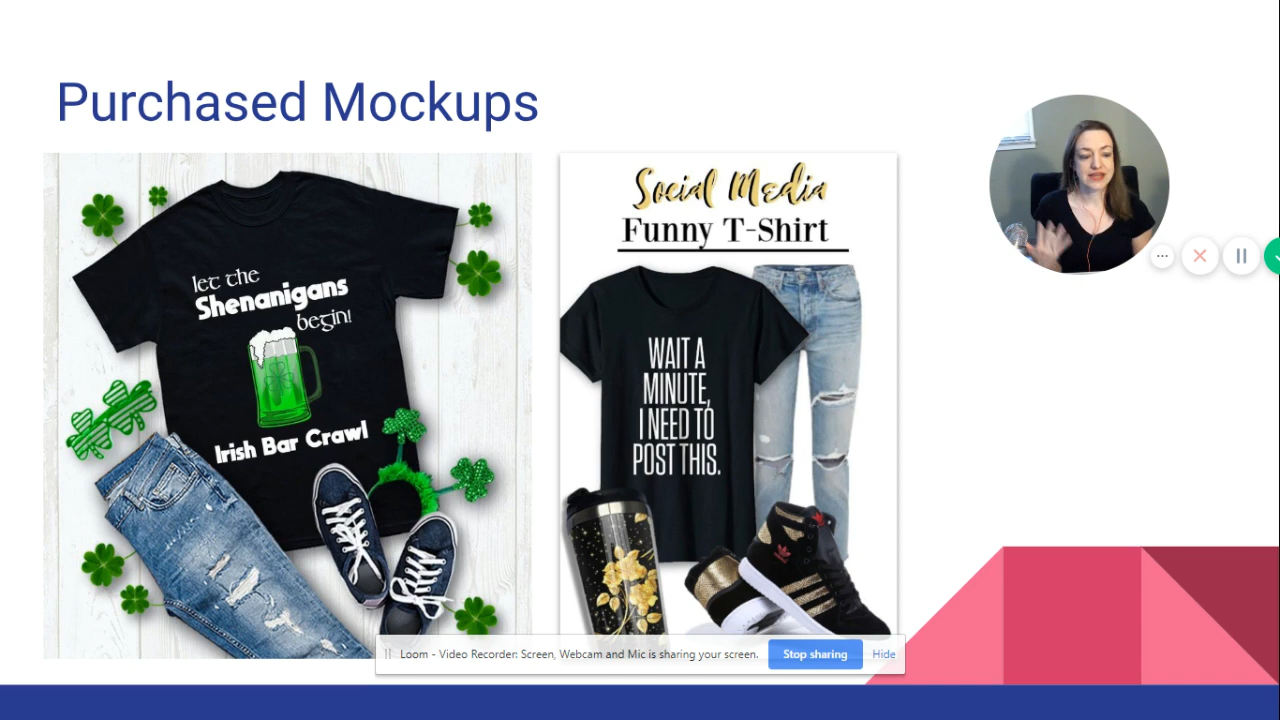 Purchased Mockups
let the
Shenanigans
begin!
Irish Bar Crawl
Social Media
Funny T-Shirt
WAIT A
MINUTE,
I NEED TO
POST THIS.
Loom - Video Recorder: Screen, Webcam and Mic is sharing your screen.
Stop sharing
Hide